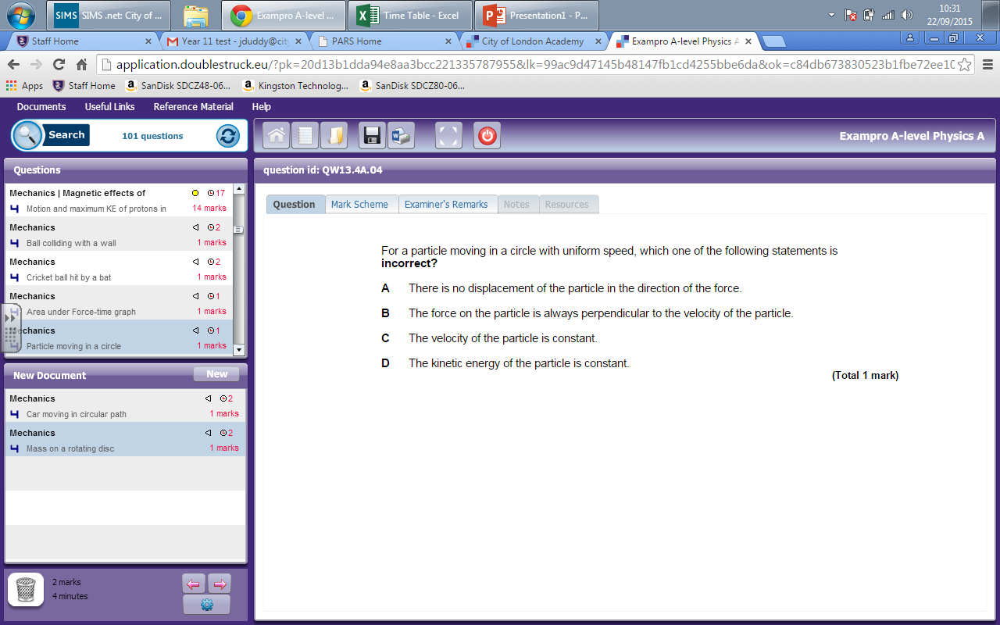 SIMS SIMS .net: City of ... Exampro A-level ... Time Table - Excel Presentation1 - P... 10:31
22/09/2015
Staff Home Year 11 test - jduddy@cit PARS Home City of London Academy Exampro A-level Physics A
application.doublestruck.eu/?pk=20d13b1dda94e8aa3bcc221335787955&lk=99ac9d47145b48147fb1cd4255bbe6da&ok=c84db673830523b1fbe72ee10
Apps Staff Home SanDisk SDCZ48-06... Kingston Technolog... SanDisk SDCZ80-06...
Documents Useful Links Reference Material Help
Search 101 questions Exampro A-level Physics A
Questions
Mechanics | Magnetic effects of 17
Motion and maximum KE of protons in 14 marks
Mechanics 2
Ball colliding with a wall 1 marks
Mechanics 2
Cricket ball hit by a bat 1 marks
Mechanics 1
Area under Force-time graph 1 marks
echanics 1
Particle moving in a circle 1 marks
New Document New
Mechanics 2
Car moving in circular path 1 marks
Mechanics 2
Mass on a rotating disc 1 marks
2 marks
4 minutes
question id: QW13.4A.04
Question Mark Scheme Examiner's Remarks Notes Resources
For a particle moving in a circle with uniform speed, which one of the following statements is
incorrect?
A There is no displacement of the particle in the direction of the force.
B The force on the particle is always perpendicular to the velocity of the particle.
C The velocity of the particle is constant.
D The kinetic energy of the particle is constant.
(Total 1 mark)